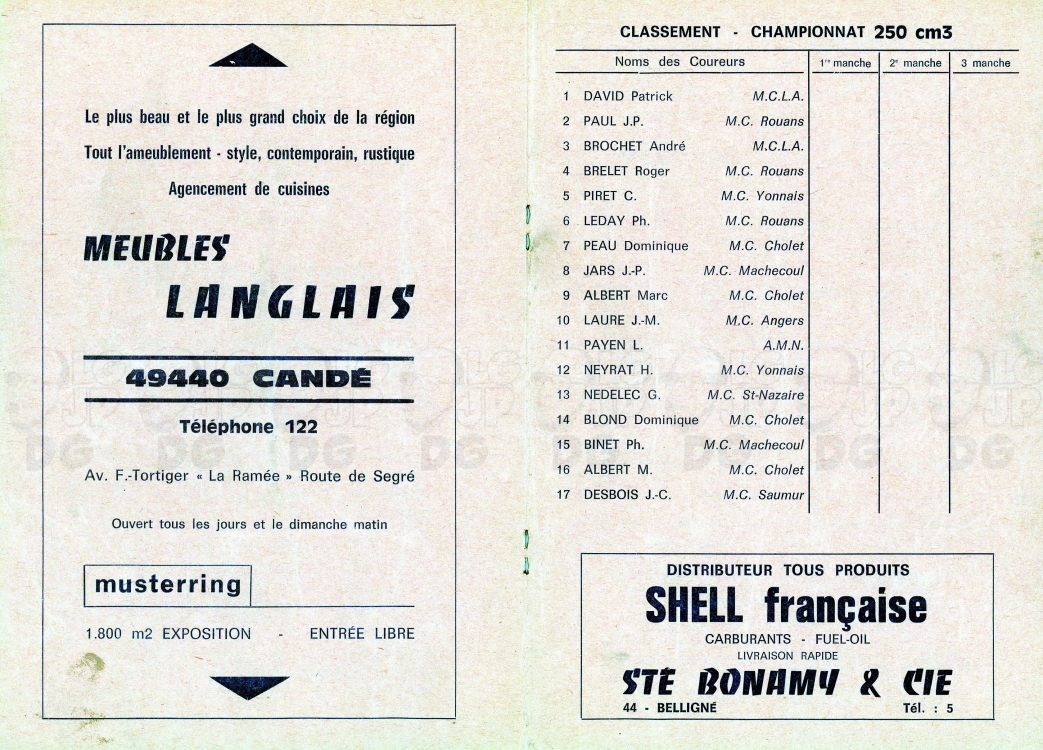 Le plus beau et le plus grand choix de la région
Tout l'ameublement - style, contemporain, rustique
Agencement de cuisines
MEUBLES
LANGLAIS
49440 CANDÉ
Téléphone 122
Av. F.-Tortiger « La Ramée » Route de Segré
Ouvert tous les jours et le dimanche matin
musterring
1.800 m2 EXPOSITION - ENTRÉE LIBRE
CLASSEMENT - CHAMPIONNAT 250 cm3
Noms des Coureurs 1re manche 2e manche 3 manche
1 DAVID Patrick M.C.L.A.
2 PAUL J.P. M.C. Rouans
3 BROCHET André M.C.L.A.
4 BRELET Roger M.C. Rouans
5 PIRET C. M.C. Yonnais
6 LEDAY Ph. M.C. Rouans
7 PEAU Dominique M.C. Cholet
8 JARS J.-P. M.C. Machecoul
9 ALBERT Marc M.C. Cholet
10 LAURE J.-M. M.C. Angers
11 PAYEN L. A.M.N.
12 NEYRAT H. M.C. Yonnais
13 NEDELEC G. M.C. St-Nazaire
14 BLOND Dominique M.C. Cholet
15 BINET Ph. M.C. Machecoul
16 ALBERT M. M.C. Cholet
17 DESBOIS J.-C. M.C. Saumur
DISTRIBUTEUR TOUS PRODUITS
SHELL française
CARBURANTS - FUEL-OIL
LIVRAISON RAPIDE
STÉ BONAMY & CIE
44 - BELLIGNÉ Tél. : 5